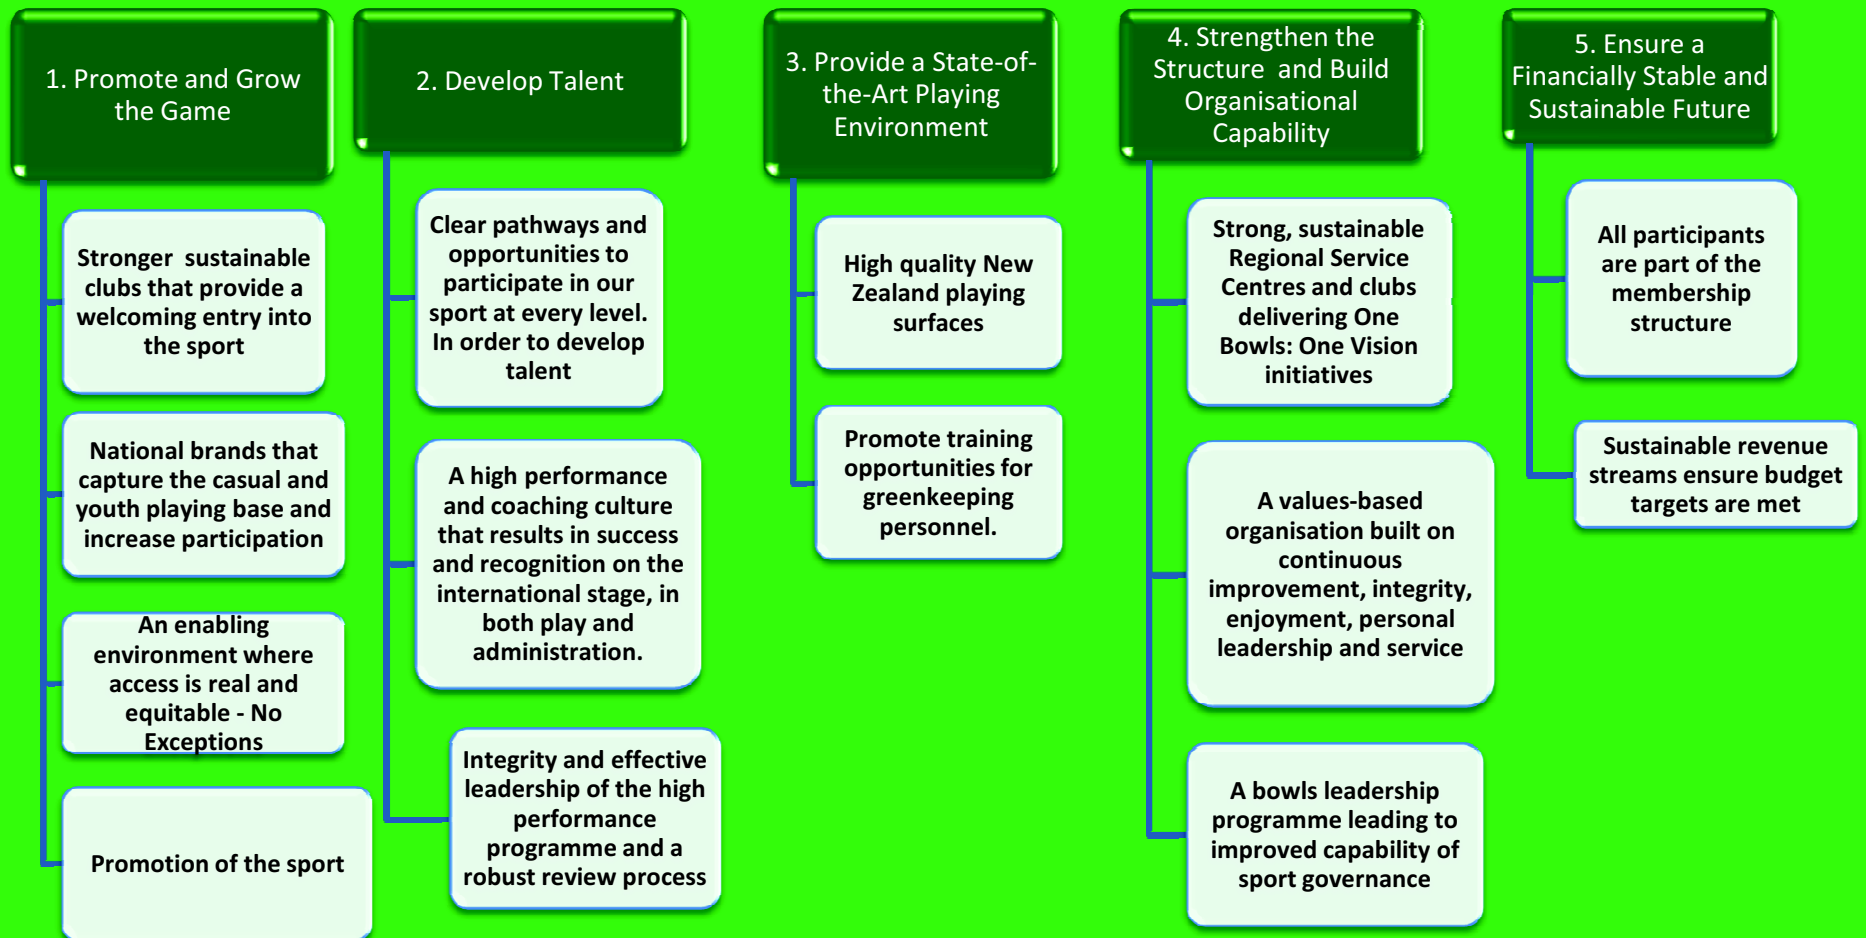 1. Promote and Grow
the Game
Stronger  sustainable
clubs that provide a
welcoming entry into
the sport
National brands that
capture the casual and
youth playing base and
increase participation
An enabling
environment where
access is real and
equitable - No
Exceptions
Promotion of the sport
2. Develop Talent
Clear pathways and
opportunities to
participate in our
sport at every level.
In order to develop
talent
A high performance
and coaching culture
that results in success
and recognition on the
international stage, in
both play and
administration.
Integrity and effective
leadership of the high
performance
programme and a
robust review process
3. Provide a State-of-
the-Art Playing
Environment
High quality New
Zealand playing
surfaces
Promote training
opportunities for
greenkeeping
personnel.
4. Strengthen the
Structure  and Build
Organisational
Capability
Strong, sustainable
Regional Service
Centres and clubs
delivering One
Bowls: One Vision
initiatives
A values-based
organisation built on
continuous
improvement, integrity,
enjoyment, personal
leadership and service
A bowls leadership
programme leading to
improved capability of
sport governance
5. Ensure a
Financially Stable and
Sustainable Future
All participants
are part of the
membership
structure
Sustainable revenue
streams ensure budget
targets are met